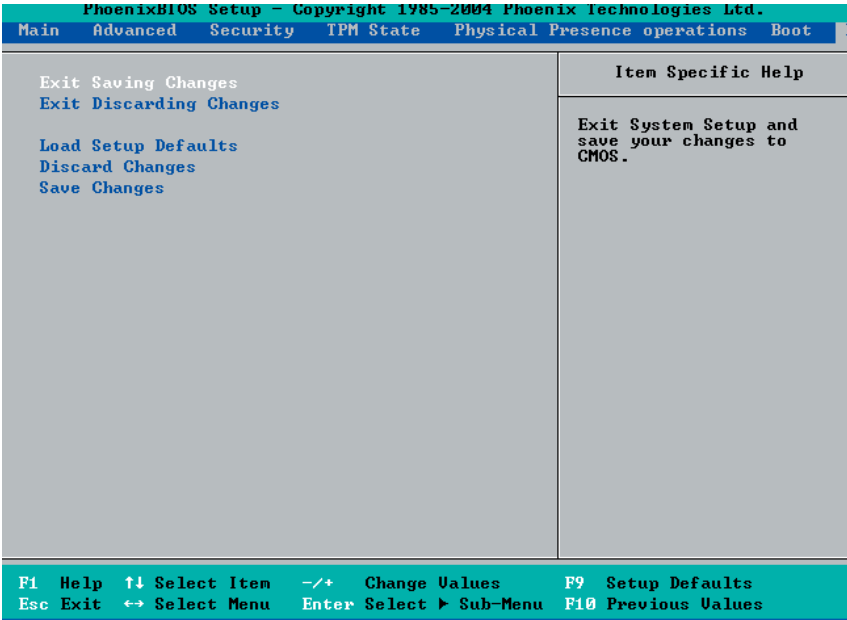 PhoenixBIOS Setup - Copyright 1985-2004 Phoenix Technologies Ltd.
Main Advanced Security TPM State Physical Presence operations Boot
Exit Saving Changes
Exit Discarding Changes
Load Setup Defaults
Discard Changes
Save Changes
Item Specific Help
Exit System Setup and
save your changes to
CMOS.
F1 Help ↑↓ Select Item -/+ Change Values F9 Setup Defaults
Esc Exit ↔ Select Menu Enter Select ▶ Sub-Menu F10 Previous Values